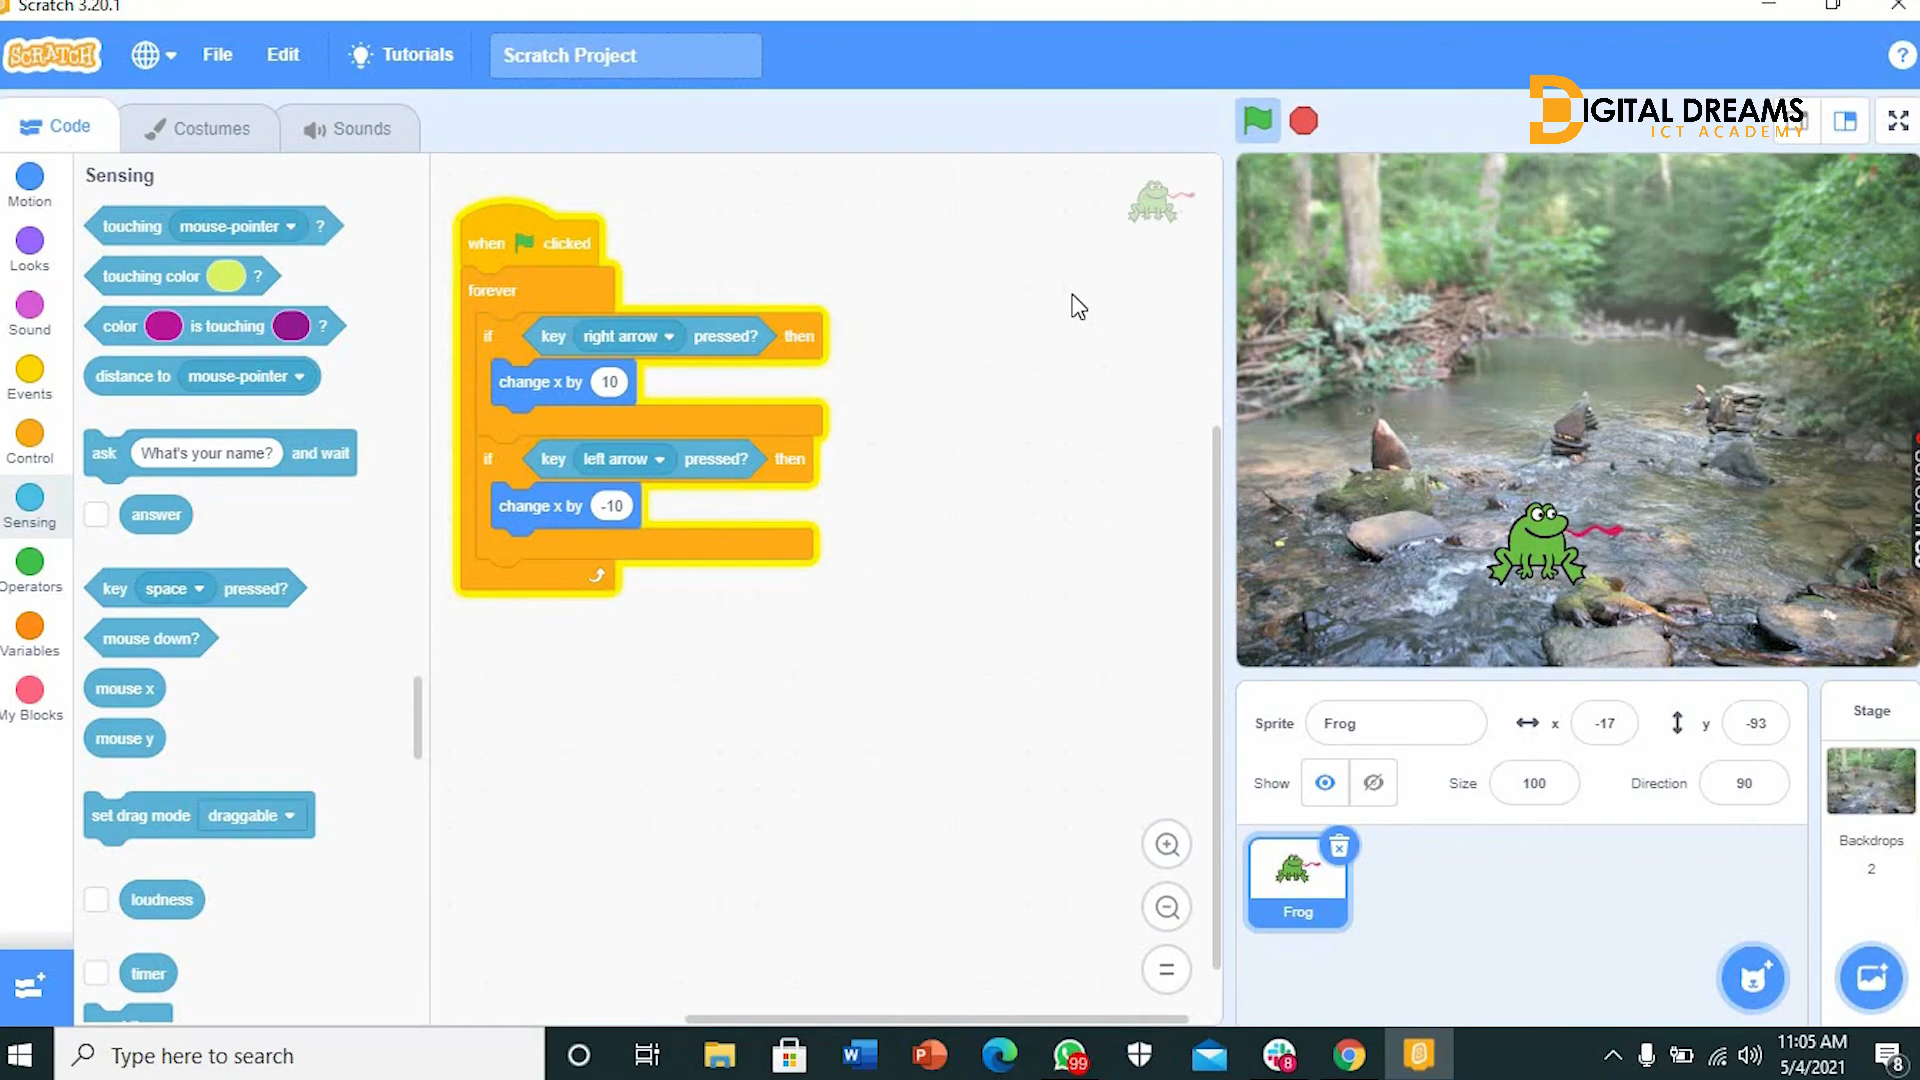 Scratch 3.20.1
SCRATCH
File
Edit
Tutorials
Scratch Project
?
DIGITAL DREAMS
ICT ACADEMY
Code
Costumes
Sounds
Motion
Looks
Sound
Events
Control
Sensing
Operators
Variables
My Blocks
Sensing
touching mouse-pointer ?
touching color ?
color is touching ?
distance to mouse-pointer
ask What's your name? and wait
answer
key space pressed?
mouse down?
mouse x
mouse y
set drag mode draggable
loudness
timer
when clicked
forever
if key right arrow pressed? then
change x by 10
if key left arrow pressed? then
change x by -10
Sprite Frog x -17 y -93
Show Size 100 Direction 90
Frog
Stage
Backdrops
2
Type here to search
99
8
11:05 AM
5/4/2021
8